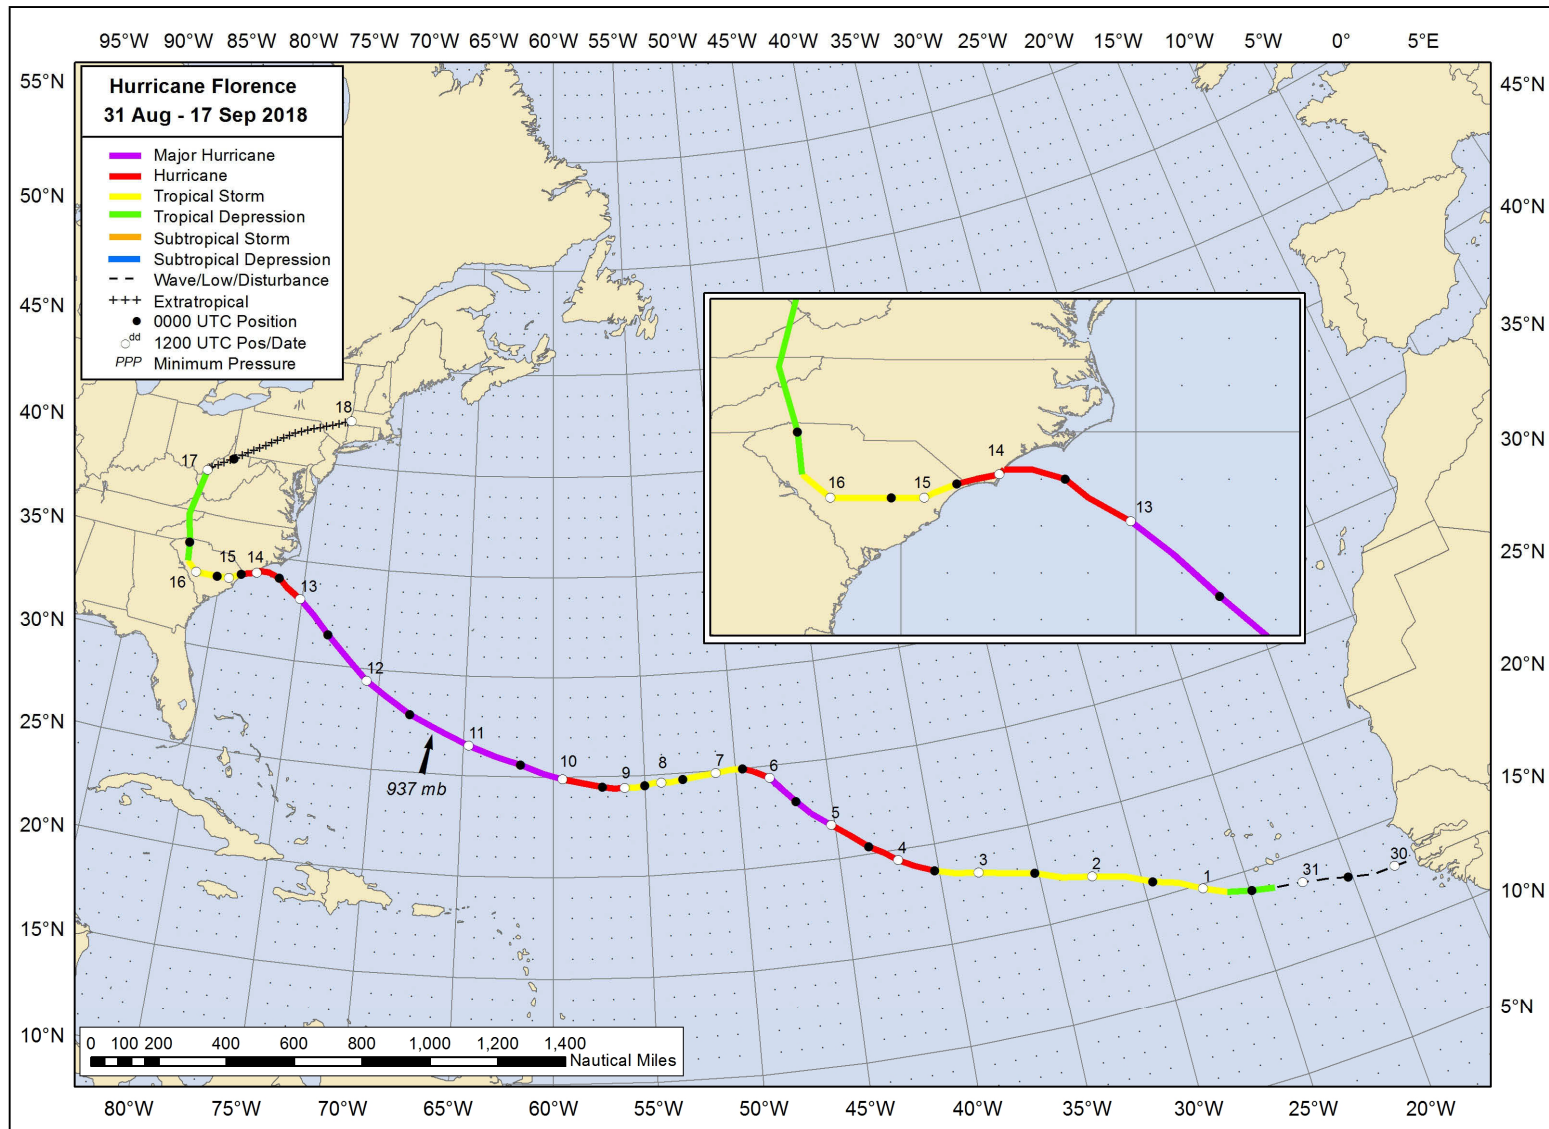 95°W 90°W 85°W 80°W 75°W 70°W 65°W 60°W 55°W 50°W 45°W 40°W 35°W 30°W 25°W 20°W 15°W 10°W 5°W 0° 5°E
55°N
50°N
45°N
40°N
35°N
30°N
25°N
20°N
15°N
10°N
Hurricane Florence
31 Aug - 17 Sep 2018
Major Hurricane
Hurricane
Tropical Storm
Tropical Depression
Subtropical Storm
Subtropical Depression
Wave/Low/Disturbance
+++ Extratropical
0000 UTC Position
dd 1200 UTC Pos/Date
PPP Minimum Pressure
16
15
14
13
18
17
16
15
14
13
12
11
10
9
8
7
6
5
4
3
2
1
31
30
937 mb
45°N
40°N
35°N
30°N
25°N
20°N
15°N
10°N
5°N
0 100 200 400 600 800 1,000 1,200 1,400
Nautical Miles
80°W 75°W 70°W 65°W 60°W 55°W 50°W 45°W 40°W 35°W 30°W 25°W 20°W